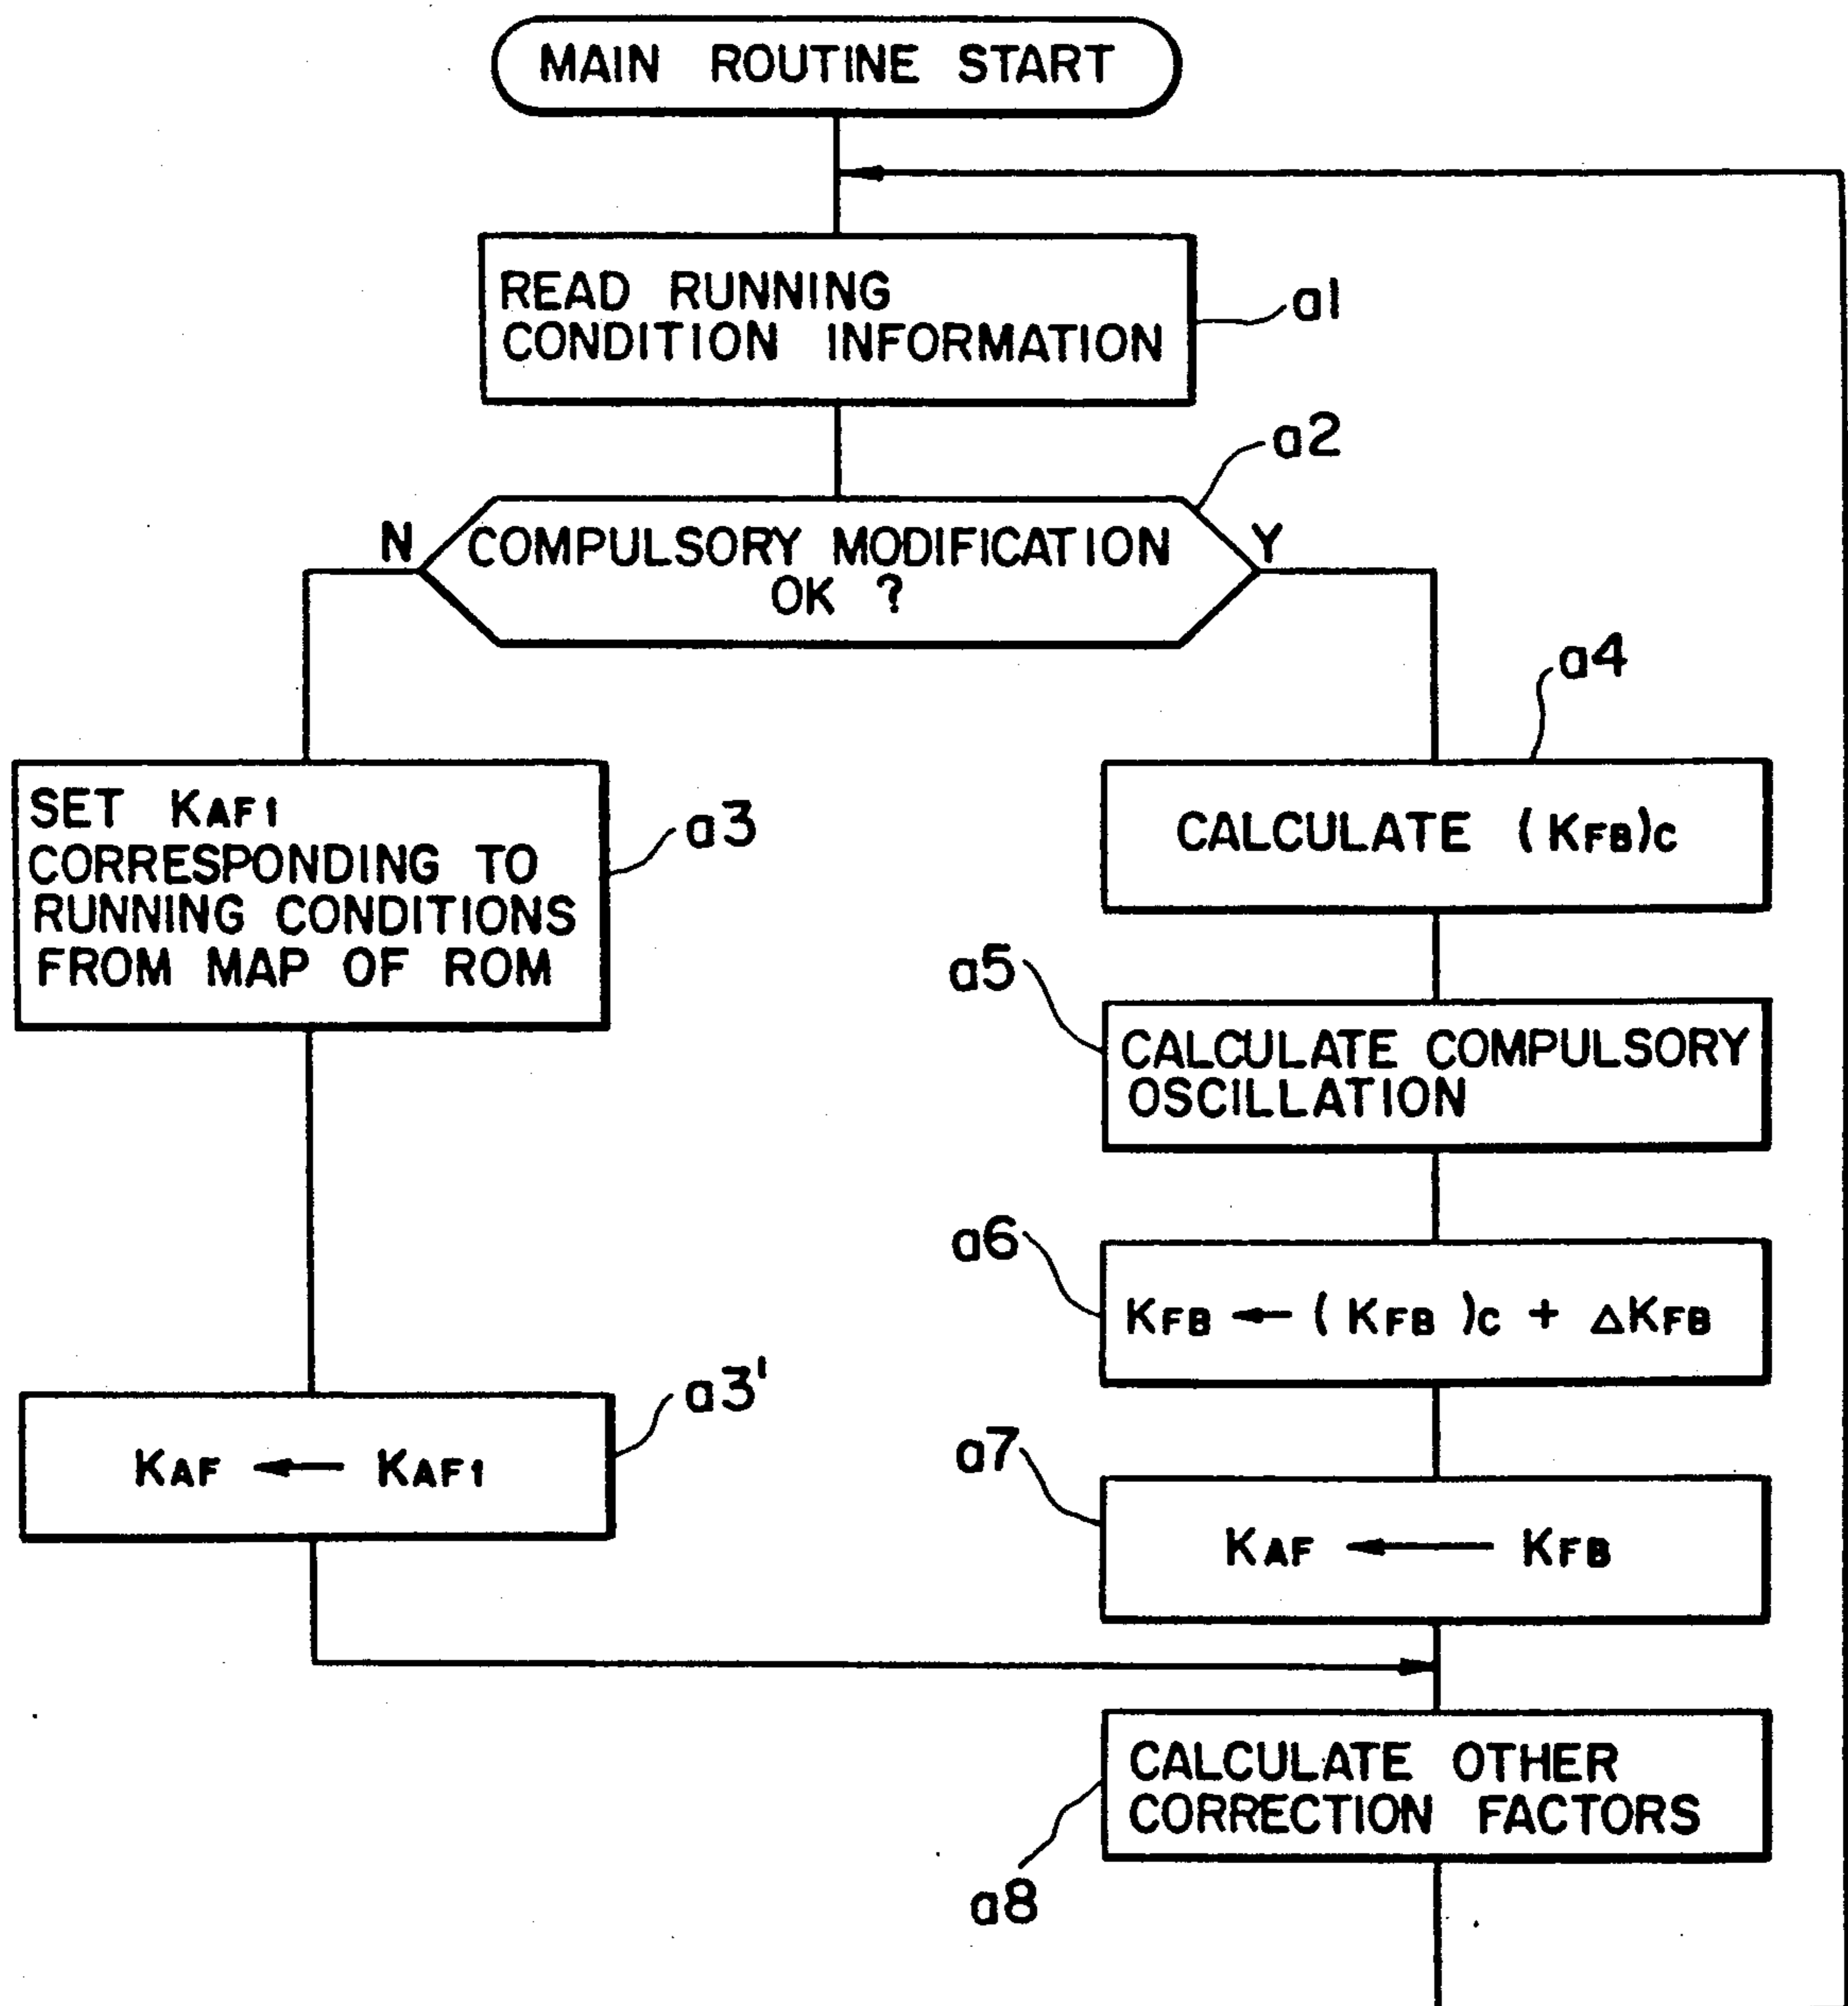 MAIN ROUTINE START
READ RUNNING
CONDITION INFORMATION
a1
a2
N
COMPULSORY MODIFICATION
OK ?
Y
a4
SET KAF1
CORRESPONDING TO
RUNNING CONDITIONS
FROM MAP OF ROM
a3
CALCULATE (KFB)C
a5
CALCULATE COMPULSORY
OSCILLATION
a6
KFB ← (KFB)C + ΔKFB
a3'
KAF ← KAF1
a7
KAF ← KFB
CALCULATE OTHER
CORRECTION FACTORS
a8